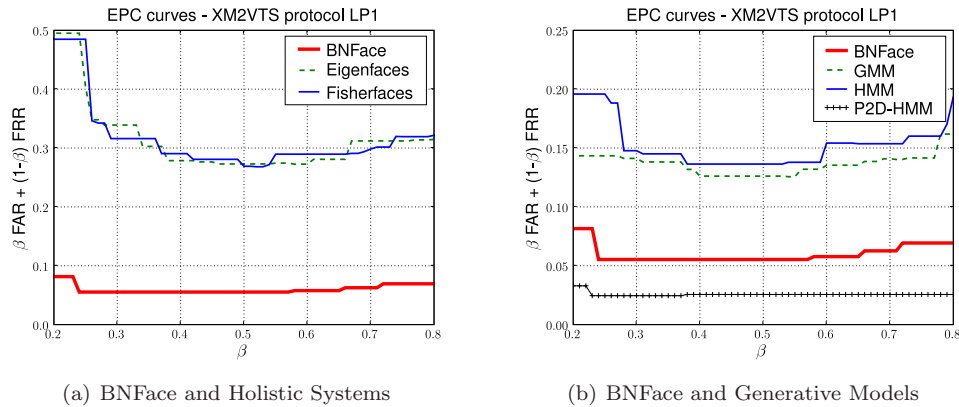 EPC curves - XM2VTS protocol LP1
0.5
0.4
0.3
0.2
0.1
0.0
β FAR + (1-β) FRR
BNFace
Eigenfaces
Fisherfaces
0.2 0.3 0.4 0.5 0.6 0.7 0.8
β
(a) BNFace and Holistic Systems
EPC curves - XM2VTS protocol LP1
0.25
0.20
0.15
0.10
0.05
0.00
β FAR + (1-β) FRR
BNFace
GMM
HMM
P2D-HMM
0.2 0.3 0.4 0.5 0.6 0.7 0.8
β
(b) BNFace and Generative Models